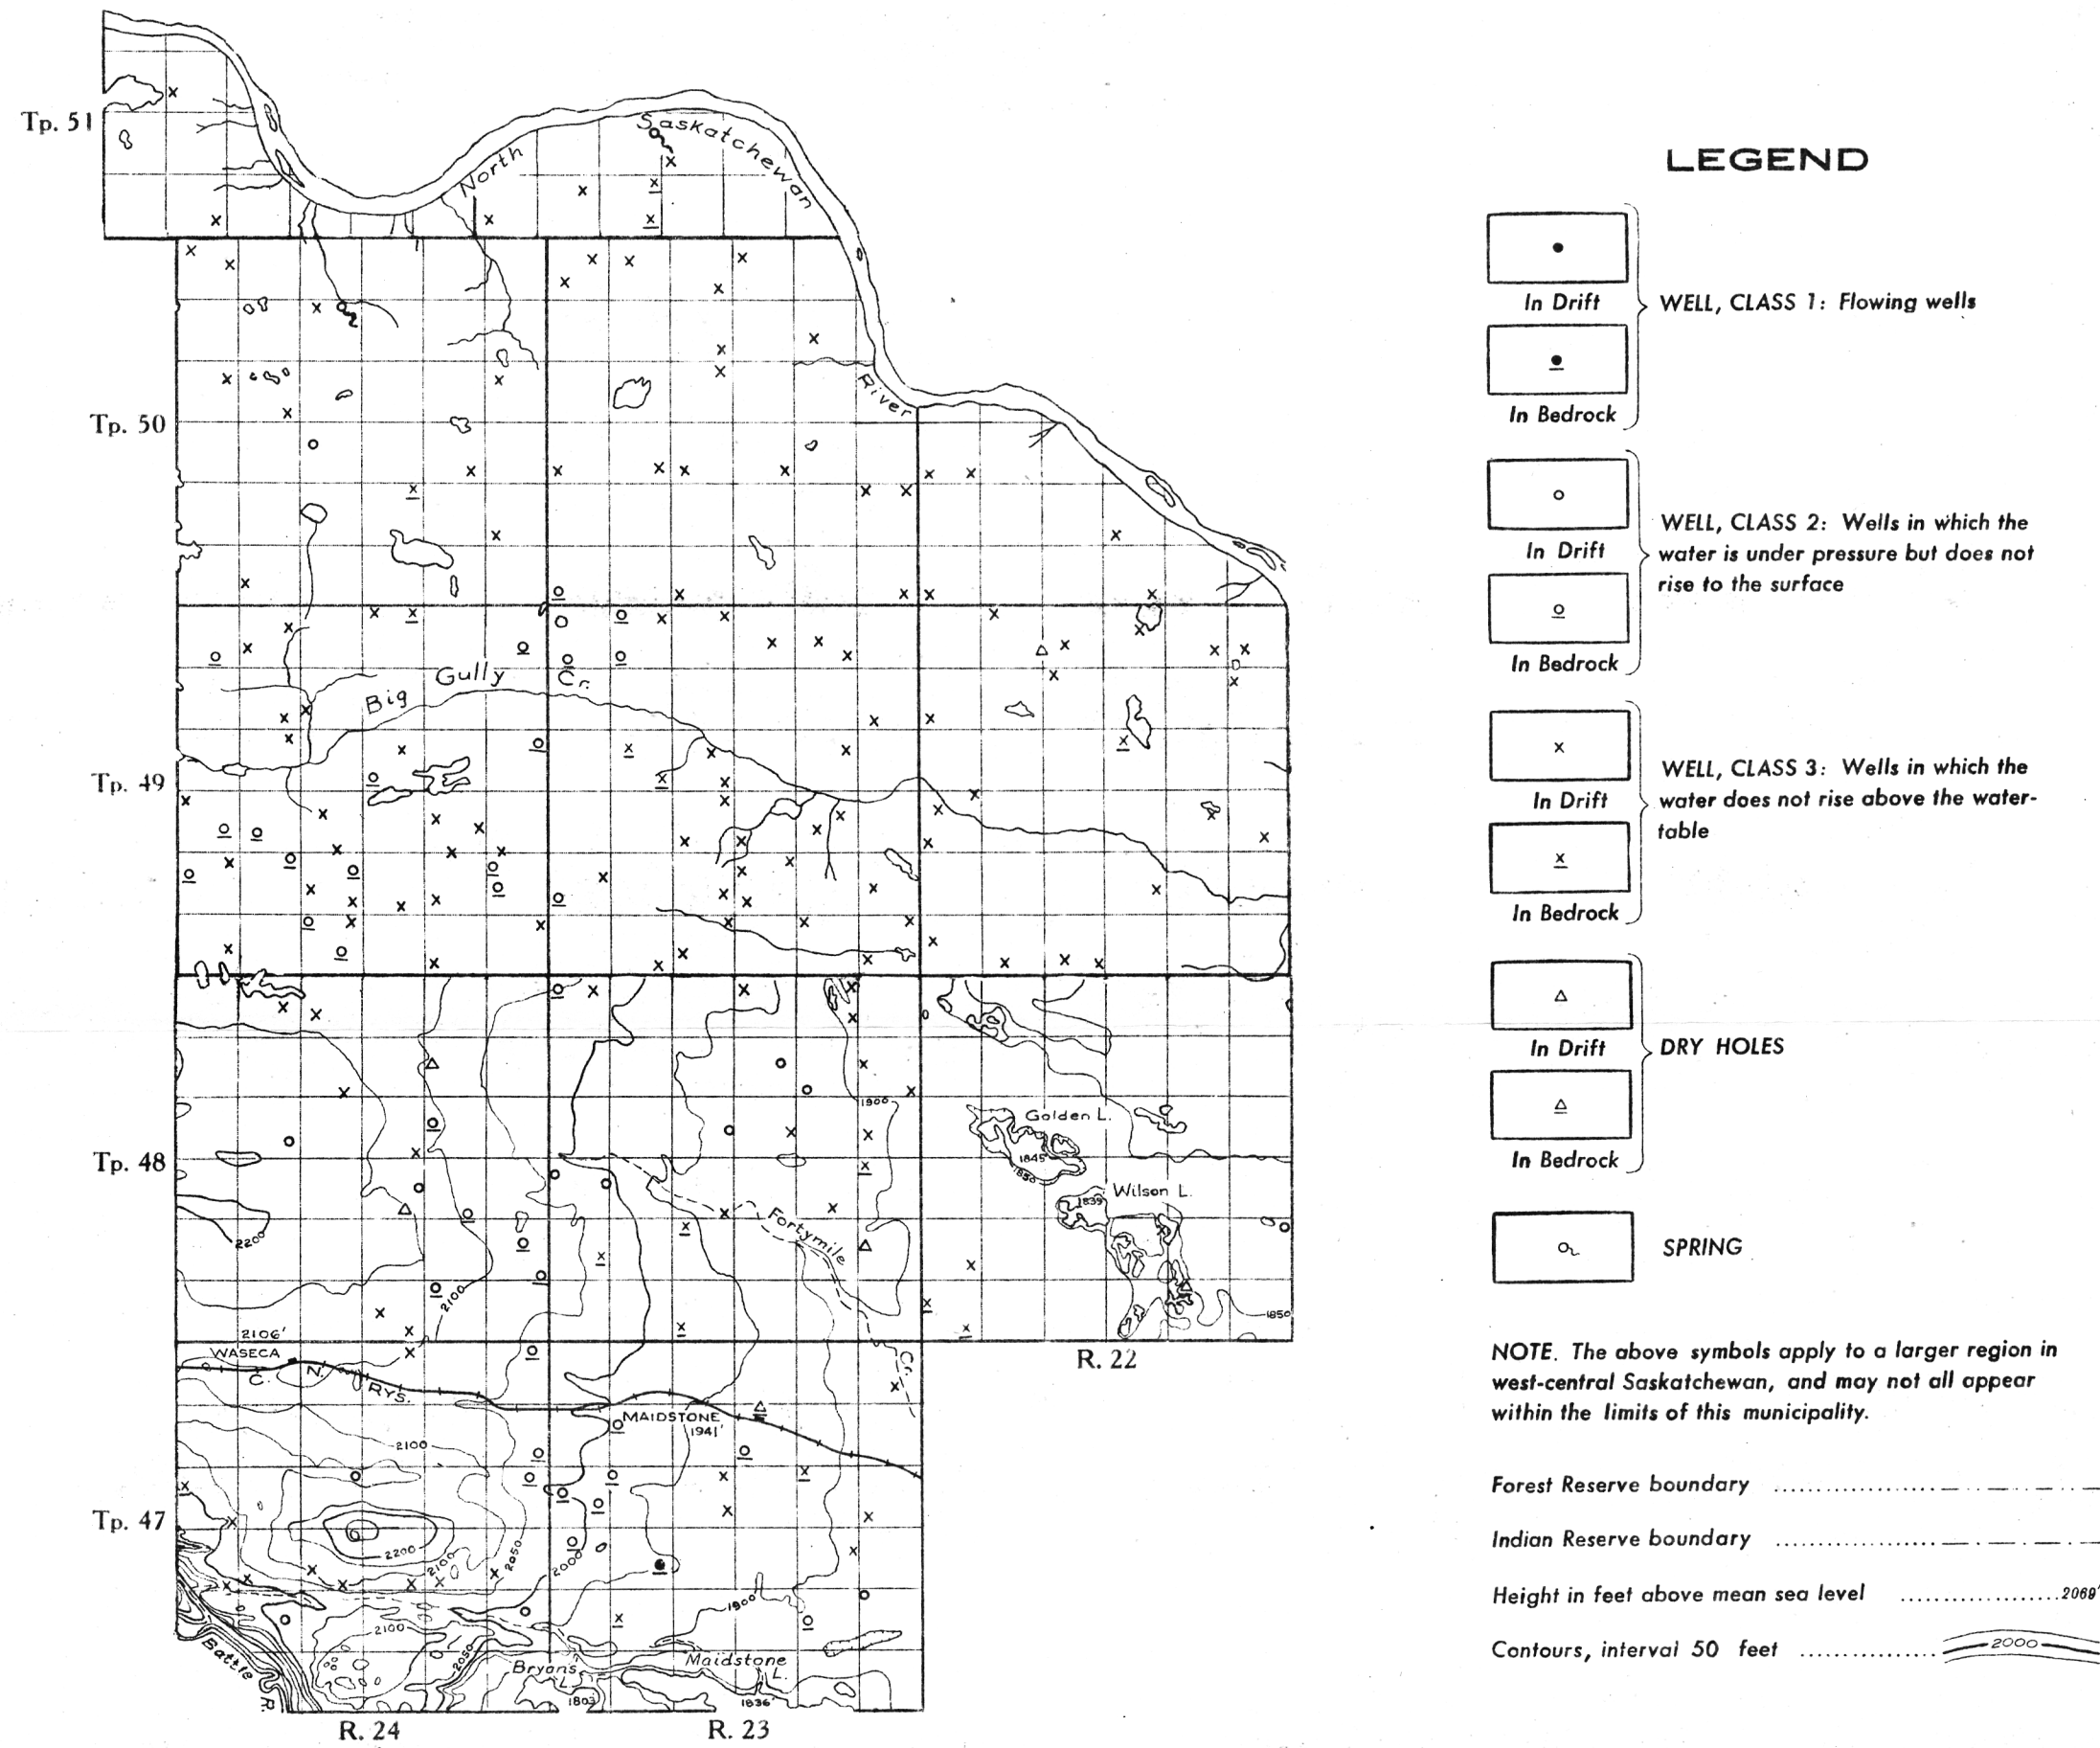 Tp. 51
Saskatchewan
North
River
Tp. 50
Gully
Cr.
Big
Tp. 49
1900
Golden L.
1845'
1850
Tp. 48
Wilson L.
1839'
Fortymile
2200
2100
1850
2106'
WASECA
R. 22
C. N. RYS.
Cr.
MAIDSTONE
1941'
2100
Tp. 47
2200
2100
2050
2000
1900
2100
2050
Battle
R.
Bryans
L.
Maidstone
L.
1803'
1836'
R. 24
R. 23
LEGEND
In Drift
WELL, CLASS 1: Flowing wells
In Bedrock
WELL, CLASS 2: Wells in which the
In Drift
water is under pressure but does not
rise to the surface
In Bedrock
WELL, CLASS 3: Wells in which the
In Drift
water does not rise above the water-
table
In Bedrock
In Drift
DRY HOLES
In Bedrock
SPRING
NOTE. The above symbols apply to a larger region in
west-central Saskatchewan, and may not all appear
within the limits of this municipality.
Forest Reserve boundary
Indian Reserve boundary
Height in feet above mean sea level ....................2069'
Contours, interval 50 feet ................2000